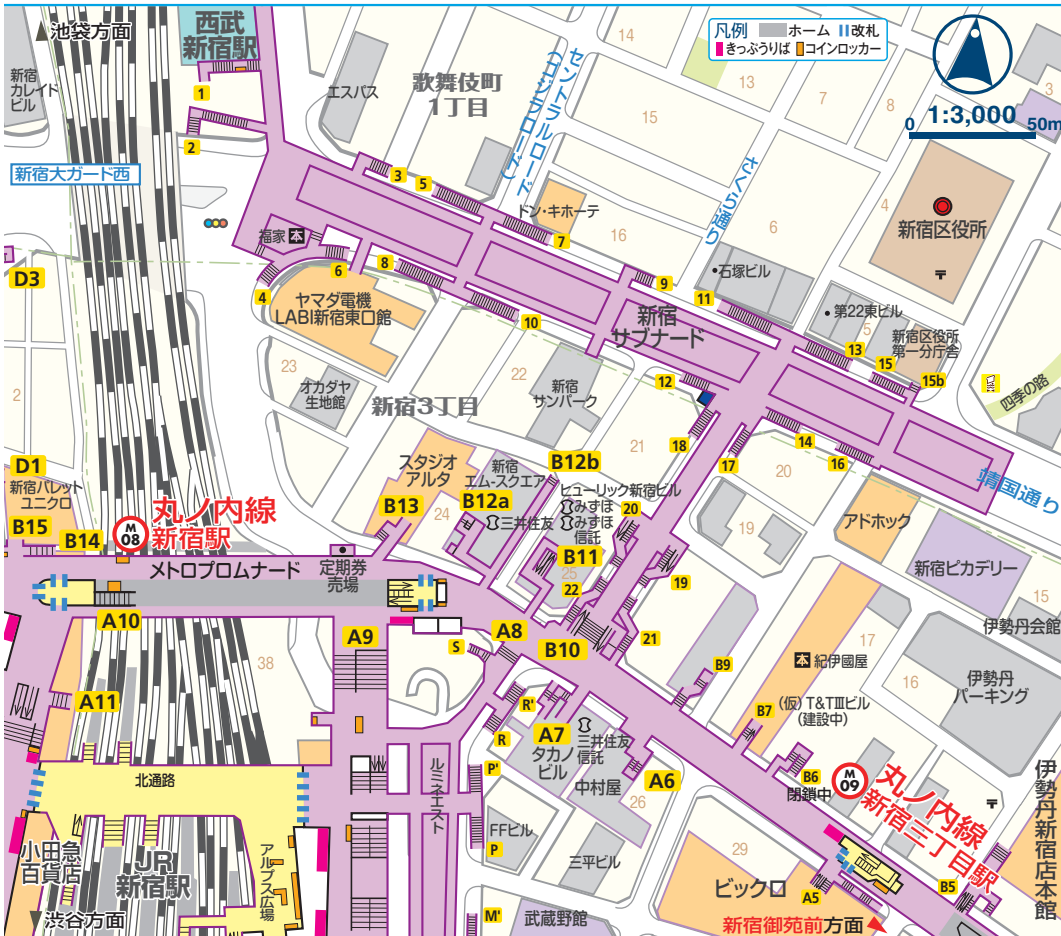 池袋方面
西武
新宿駅
新宿
カレイド
ビル
エスパス
歌舞伎町
1丁目
セントラルロード
(ゴジラロード)
凡例
ホーム
改札
きっぷうりば
コインロッカー
1:3,000
0
50m
14
13
15
7
8
3
1
2
新宿大ガード西
3
5
ドン・キホーテ
7
16
さくら通り
6
4
新宿区役所
〒
福家
本
6
8
4
ヤマダ電機
LABI新宿東口館
10
9
11
石塚ビル
第22東ビル
5
新宿区役所
第一分庁舎
13
15
15b
四季の路
新宿
サブナード
D3
2
23
オカダヤ
生地館
新宿3丁目
22
新宿
サンパーク
12
18
21
17
14
16
20
靖国通り
D1
新宿パレット
ユニクロ
B15
B14
M
08
丸ノ内線
新宿駅
スタジオ
アルタ
B13
24
新宿
エム・スクエア
B12a
三井住友
B12b
ヒューリック新宿ビル
みずほ
みずほ
信託
20
B11
25
22
19
21
19
アドホック
新宿ピカデリー
15
伊勢丹会館
メトロプロムナード
定期券
売場
A10
A9
A8
S
B10
B9
17
本
紀伊國屋
16
伊勢丹
パーキング
B7
(仮)T&TⅢビル
(建設中)
B6
閉鎖中
M
09
丸ノ内線
新宿三丁目駅
〒
伊勢丹新宿店本館
A11
38
R'
R
A7
タカノ
ビル
三井住友
信託
中村屋
A6
26
P'
P
FFビル
三平ビル
ルミネエスト
北通路
小田急
百貨店
JR
新宿駅
アルプス広場
渋谷方面
M'
武蔵野館
29
ビックロ
A5
B5
新宿御苑前方面